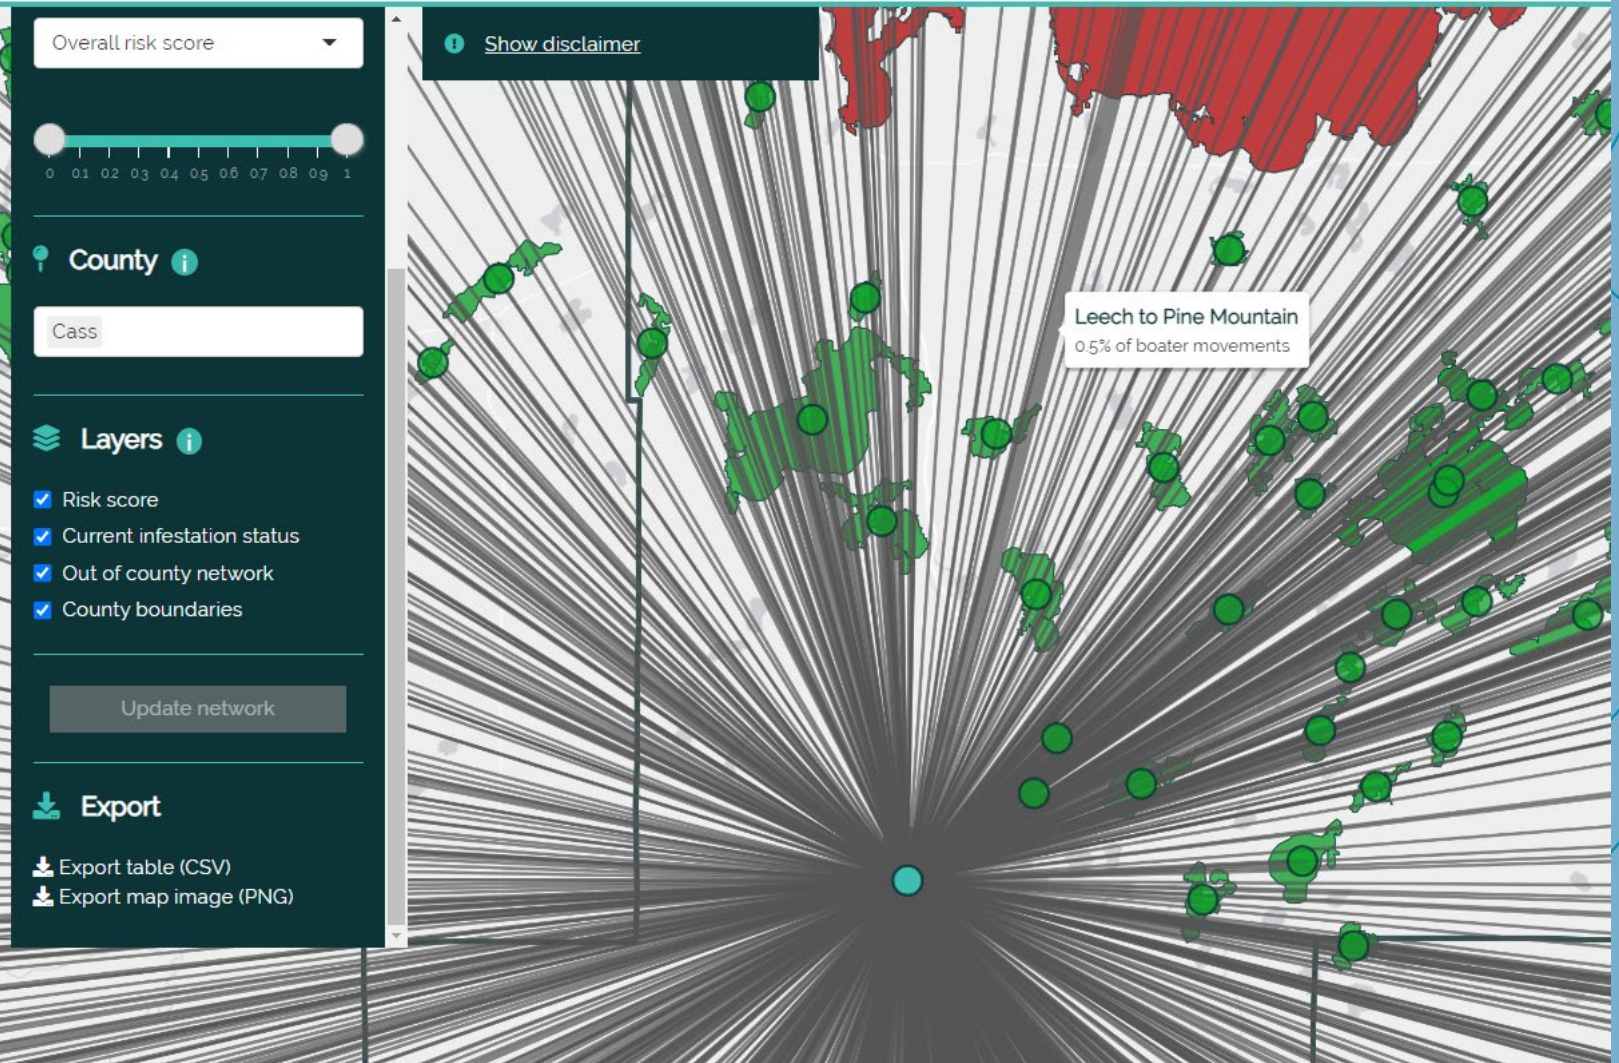 Overall risk score
0 0.1 0.2 0.3 0.4 0.5 0.6 0.7 0.8 0.9 1
County
Cass
Layers
Risk score
Current infestation status
Out of county network
County boundaries
Update network
Export
Export table (CSV)
Export map image (PNG)
Show disclaimer
Leech to Pine Mountain
0.5% of boater movements